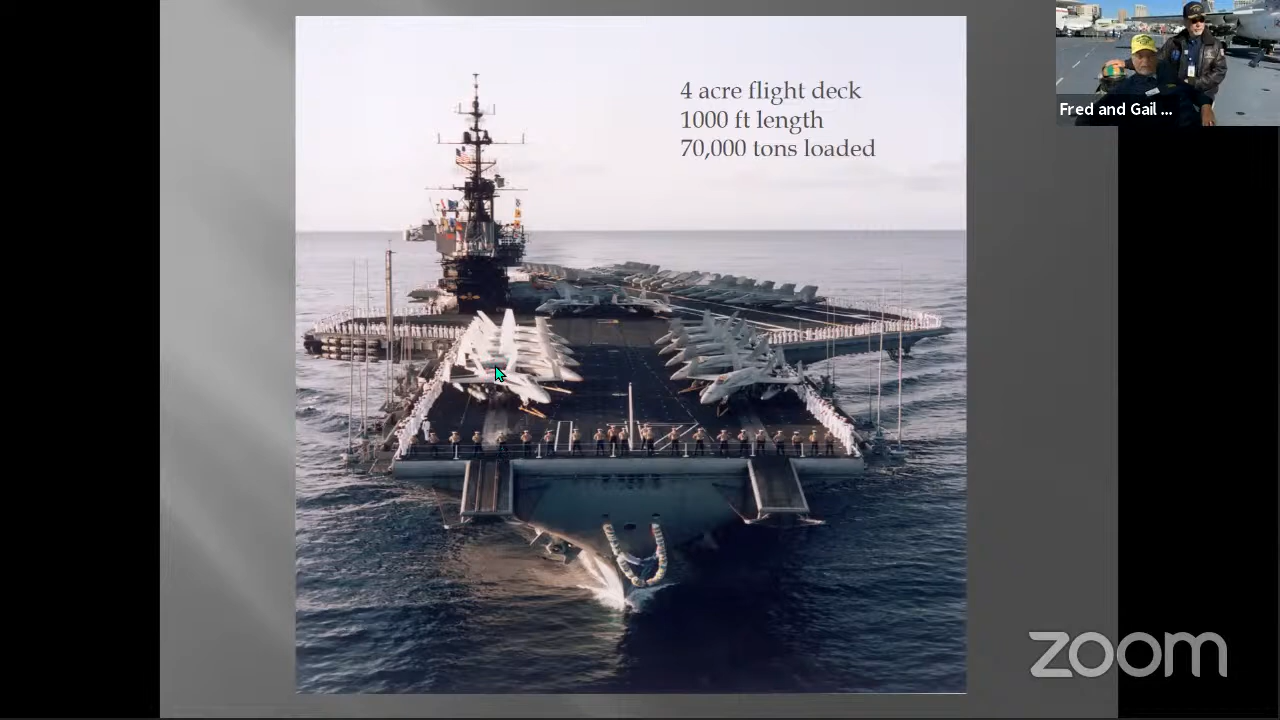 4 acre flight deck
1000 ft length
70,000 tons loaded
Fred and Gail ...
zoom